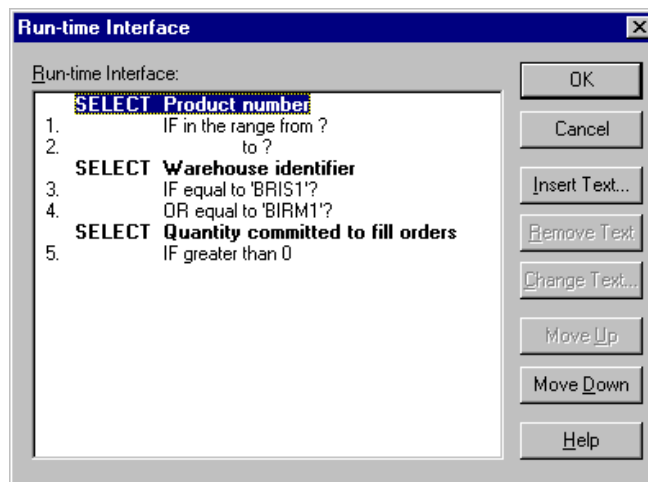 Run-time Interface
Run-time Interface:
SELECT Product number
1. IF in the range from ?
2. to ?
SELECT Warehouse identifier
3. IF equal to 'BRIS1'?
4. OR equal to 'BIRM1'?
SELECT Quantity committed to fill orders
5. IF greater than 0
OK
Cancel
Insert Text...
Remove Text
Change Text...
Move Up
Move Down
Help